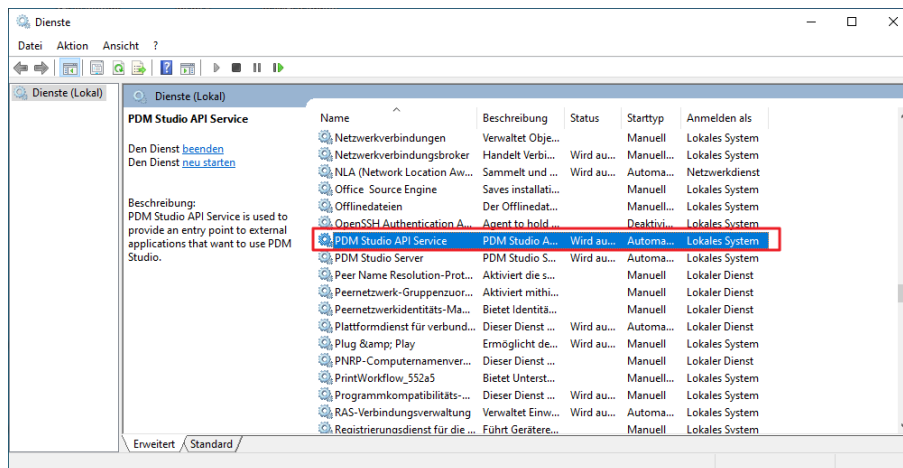 Dienste
Datei Aktion Ansicht ?
Dienste (Lokal)
Dienste (Lokal)
PDM Studio API Service
Den Dienst beenden
Den Dienst neu starten
Beschreibung:
PDM Studio API Service is used to
provide an entry point to external
applications that want to use PDM
Studio.
Name Beschreibung Status Starttyp Anmelden als
Netzwerkverbindungen Verwaltet Obje... Manuell Lokales System
Netzwerkverbindungsbroker Handelt Verbi... Wird au... Manuell... Lokales System
NLA (Network Location Aw... Sammelt und ... Wird au... Automa... Netzwerkdienst
Office Source Engine Saves installati... Manuell Lokales System
Offlinedateien Der Offlinedat... Manuell... Lokales System
OpenSSH Authentication A... Agent to hold ... Deaktivi... Lokales System
PDM Studio API Service PDM Studio A... Wird au... Automa... Lokales System
PDM Studio Server PDM Studio S... Wird au... Automa... Lokales System
Peer Name Resolution-Prot... Aktiviert die s... Manuell Lokaler Dienst
Peernetzwerk-Gruppenzuor... Aktiviert mithi... Manuell Lokaler Dienst
Peernetzwerkidentitäts-Ma... Bietet Identitä... Manuell Lokaler Dienst
Plattformdienst für verbund... Dieser Dienst ... Wird au... Automa... Lokaler Dienst
Plug &amp; Play Ermöglicht de... Wird au... Manuell Lokales System
PNRP-Computernamenver... Dieser Dienst ... Manuell Lokaler Dienst
PrintWorkflow_552a5 Bietet Unterst... Manuell... Lokales System
Programmkompatibilitäts-... Dieser Dienst ... Wird au... Manuell Lokales System
RAS-Verbindungsverwaltung Verwaltet Einw... Wird au... Automa... Lokales System
Registrierungsdienst für die ... Führt Gerätere... Manuell Lokales System
Erweitert Standard